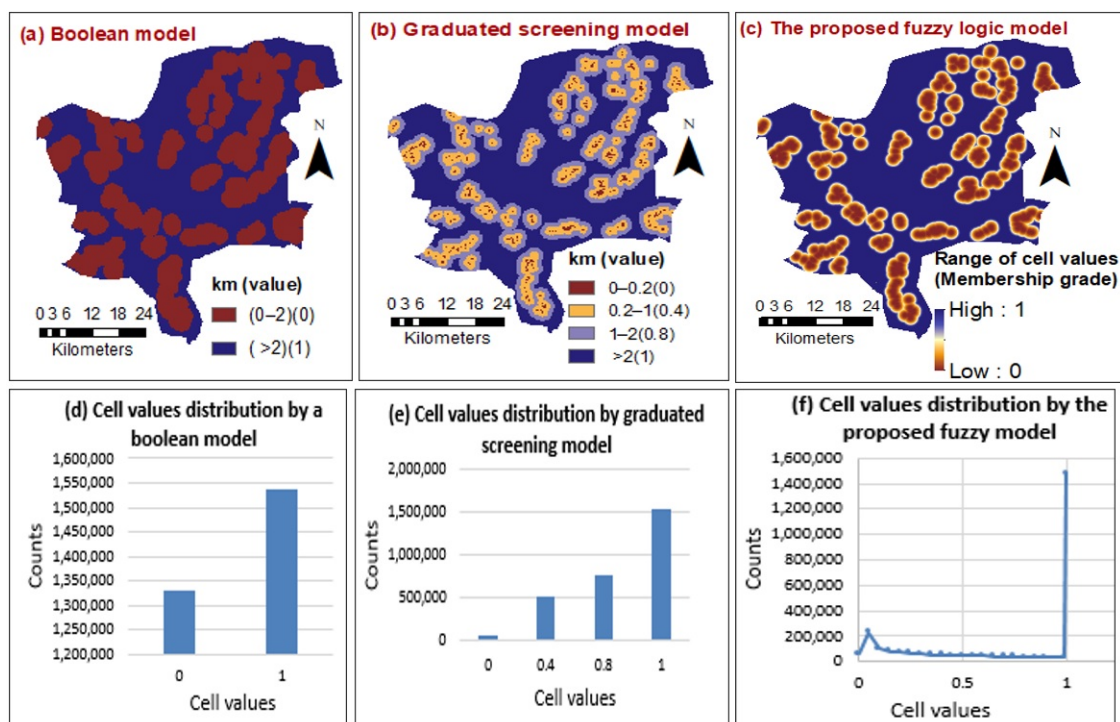 (a) Boolean model
N
km (value)
(0–2)(0)
( >2)(1)
0 3 6 12 18 24
Kilometers
(b) Graduated screening model
N
km (value)
0–0.2(0)
0.2–1(0.4)
1–2(0.8)
>2(1)
0 3 6 12 18 24
Kilometers
(c) The proposed fuzzy logic model
N
Range of cell values
(Membership grade)
High : 1
Low : 0
0 3 6 12 18 24
Kilometers
(d) Cell values distribution by a
boolean model
1,600,000
1,550,000
1,500,000
1,450,000
1,400,000
1,350,000
1,300,000
1,250,000
1,200,000
Counts
0 1
Cell values
(e) Cell values distribution by graduated
screening model
2,000,000
1,500,000
1,000,000
500,000
0
Counts
0 0.4 0.8 1
Cell values
(f) Cell values distribution by the
proposed fuzzy model
1,600,000
1,400,000
1,200,000
1,000,000
800,000
600,000
400,000
200,000
0
Counts
0 0.5 1
Cell values